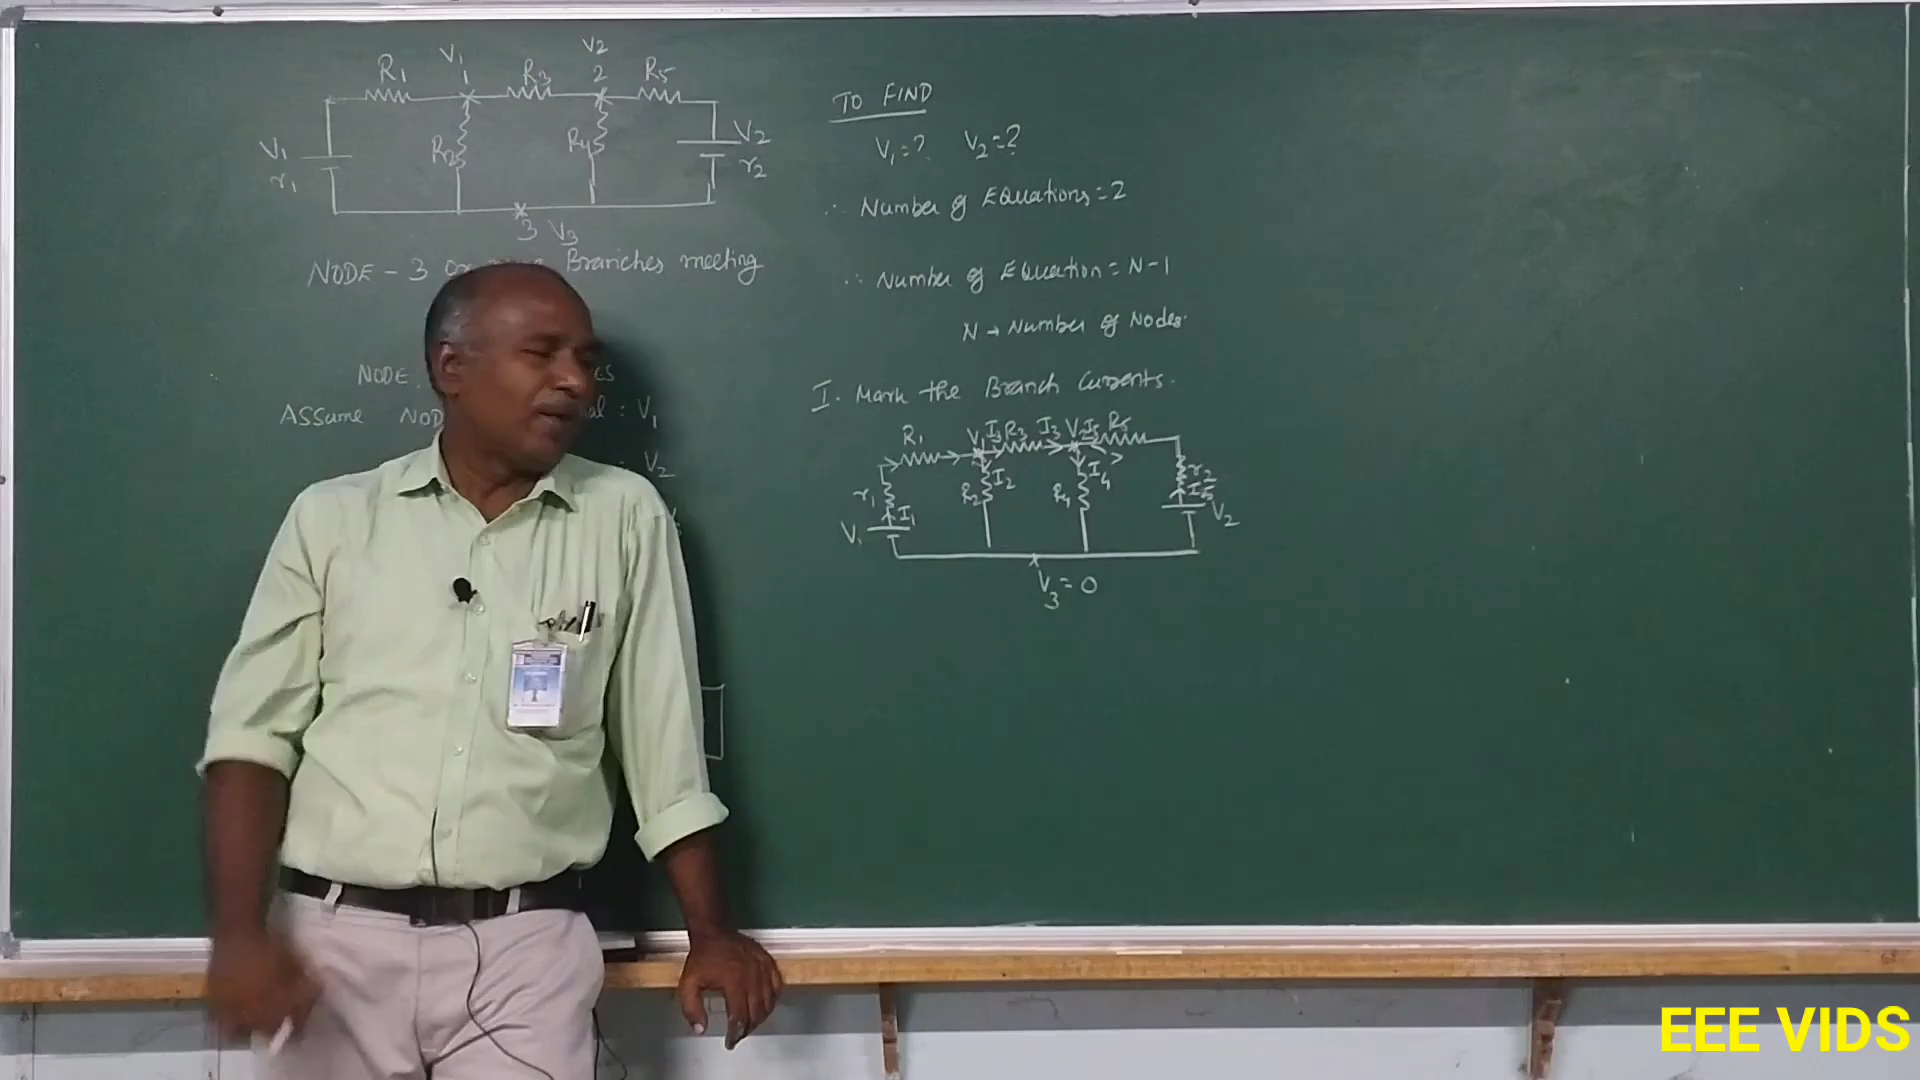 V1
V2
R1
1
R3
2
R5
V1
r1
R2
R4
V2
r2
3 V3
NODE - 3 Branches meeting
NODE
Assume : V1
V2
TO FIND
V1=? V2=?
∴ Number of Equations=2
∴ Number of Equation = N-1
N → Number of Nodes.
I. Mark the Branch Currents.
R1 V1 I3 R3 I3 I5 R5
r1 I1 R2 I2 R4 I4 r2 I5
V1 V2
V3 = 0
EEE VIDS